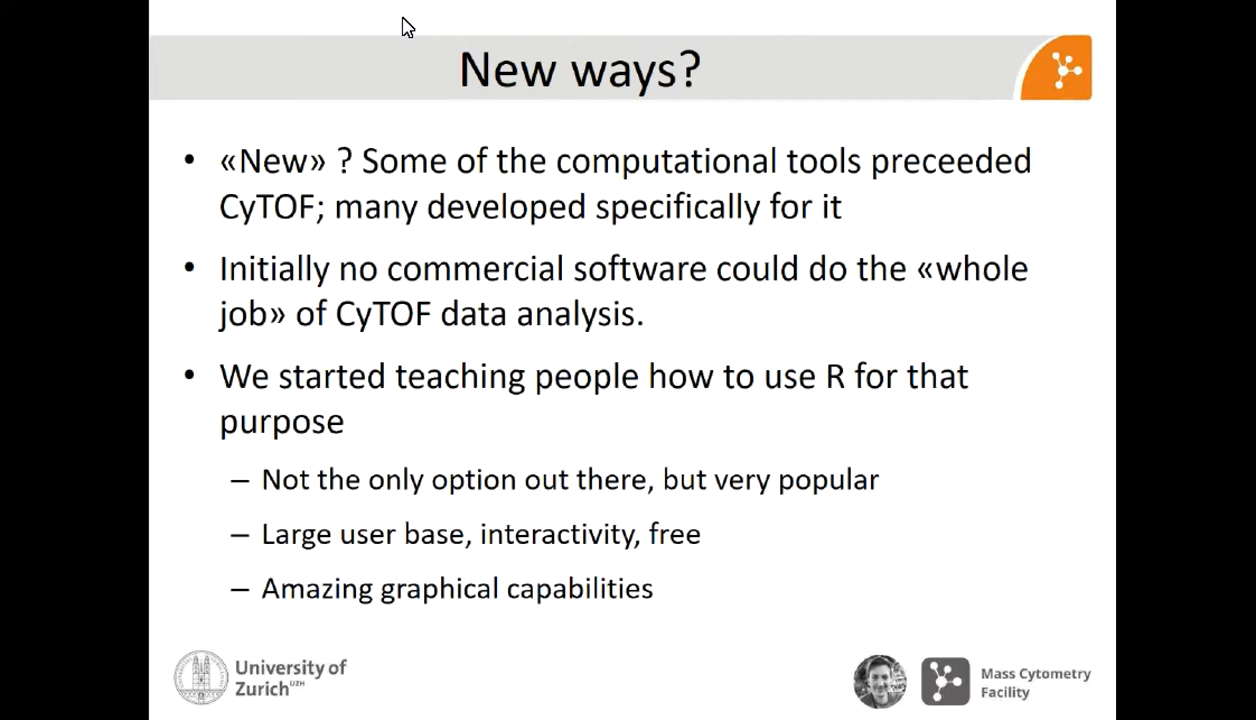 New ways?
• «New» ? Some of the computational tools preceeded
CyTOF; many developed specifically for it
• Initially no commercial software could do the «whole
job» of CyTOF data analysis.
• We started teaching people how to use R for that
purpose
– Not the only option out there, but very popular
– Large user base, interactivity, free
– Amazing graphical capabilities
University of
Zurich UZH
Mass Cytometry
Facility